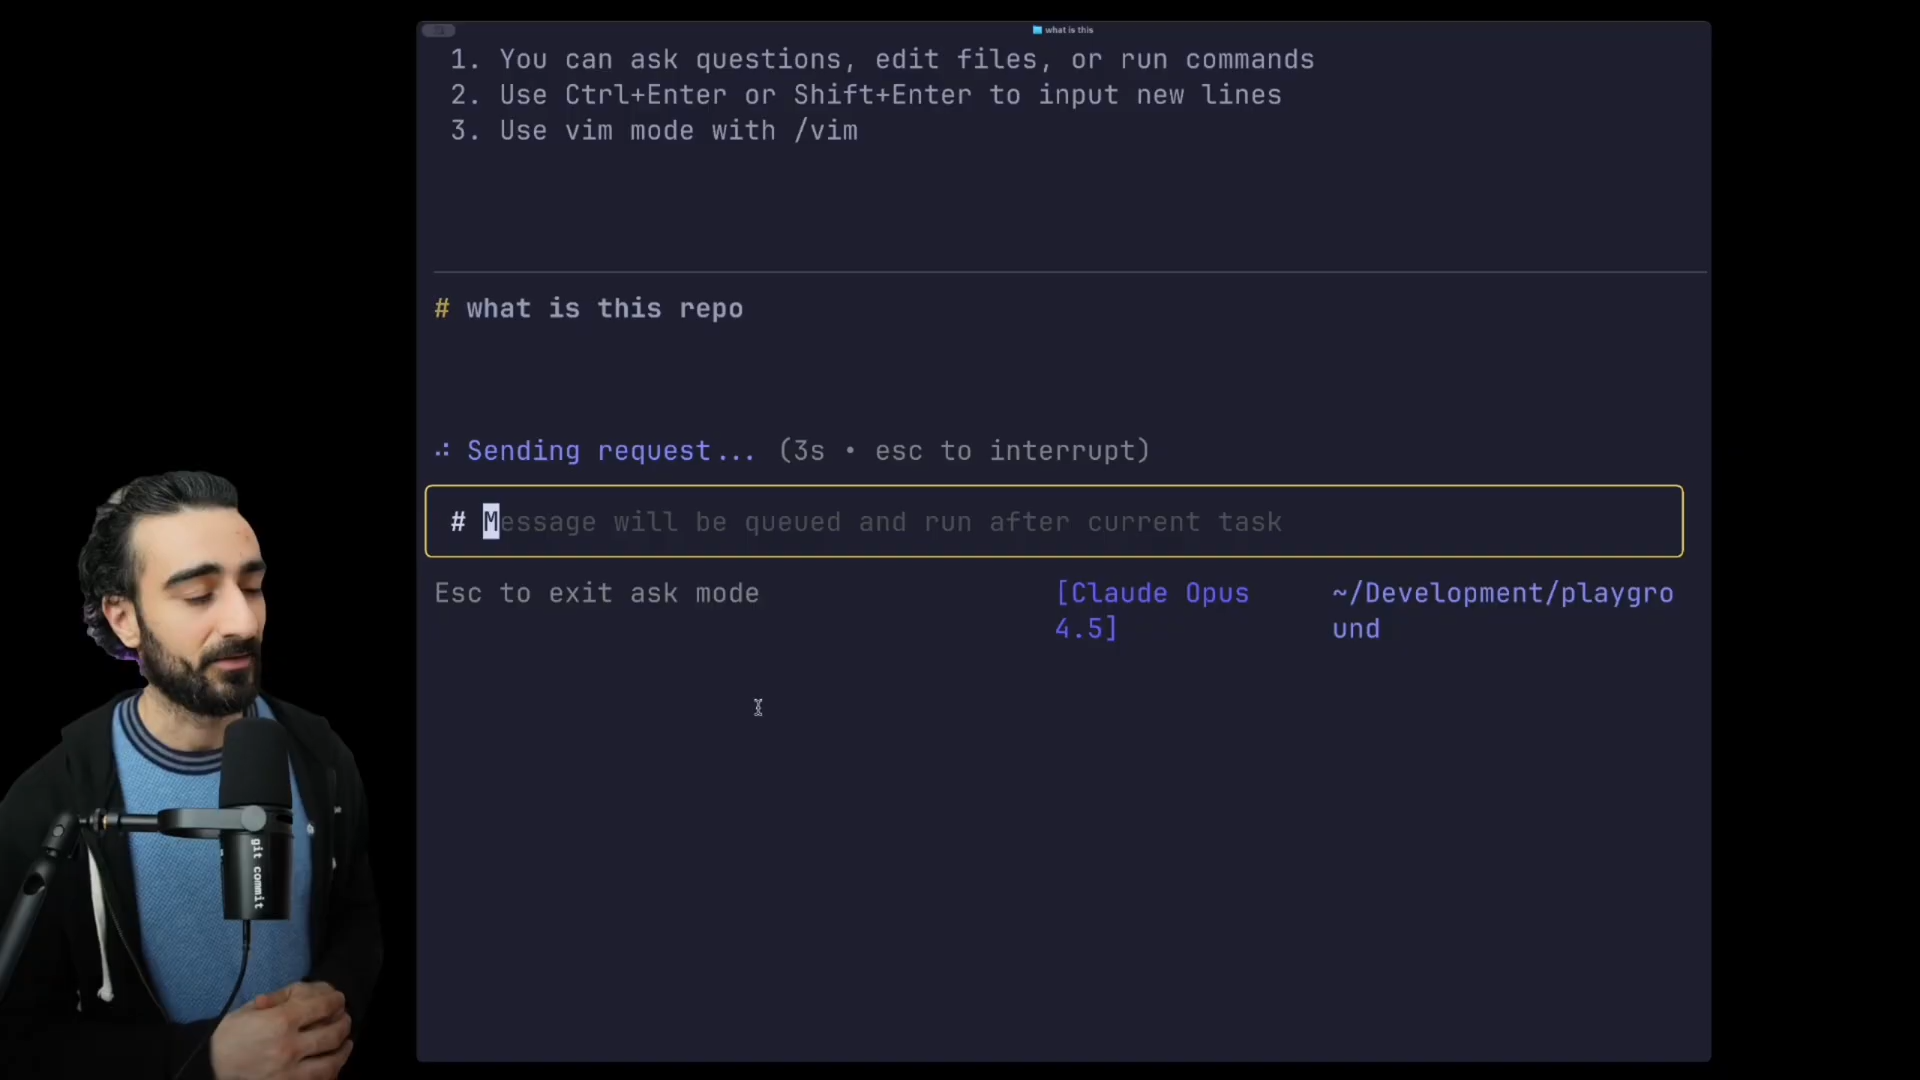 what is this
1. You can ask questions, edit files, or run commands
2. Use Ctrl+Enter or Shift+Enter to input new lines
3. Use vim mode with /vim
# what is this repo
Sending request... (3s • esc to interrupt)
# Message will be queued and run after current task
Esc to exit ask mode
[Claude Opus
4.5]
~/Development/playgro
und
git commit